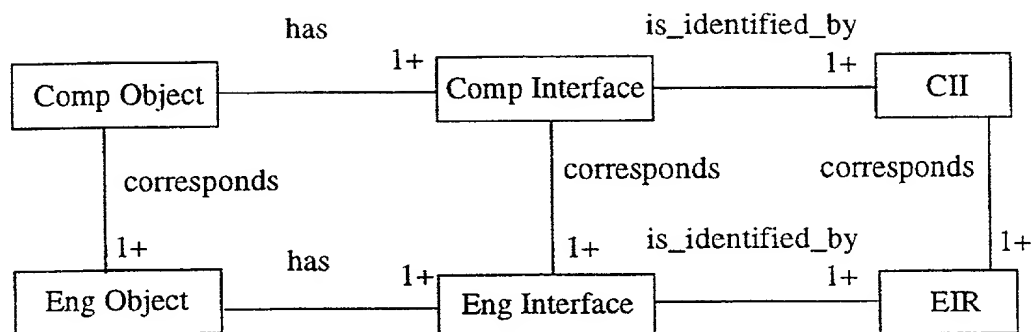 has
is_identified_by
1+
1+
Comp Object
Comp Interface
CII
corresponds
corresponds
corresponds
1+
1+
1+
has
is_identified_by
1+
1+
Eng Object
Eng Interface
EIR